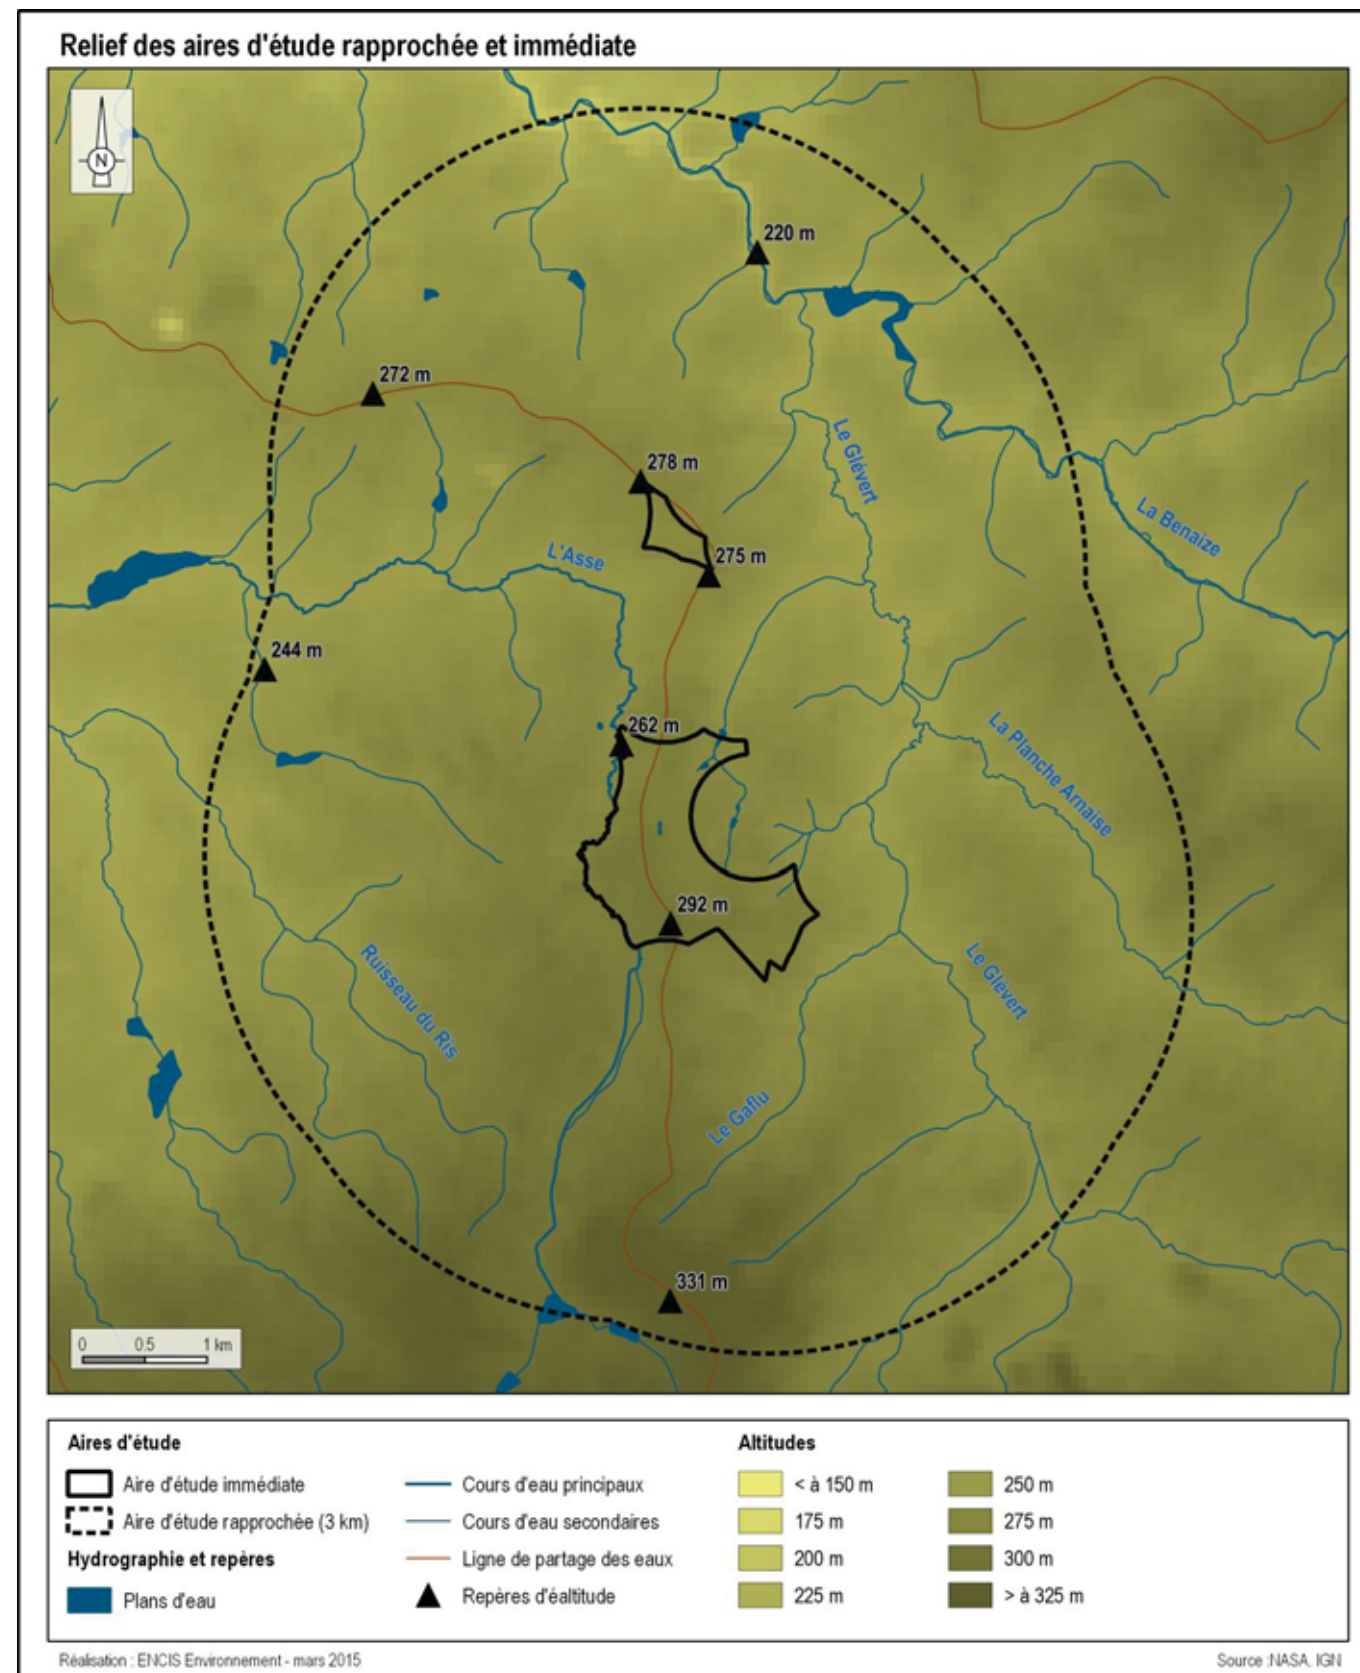 Relief des aires d'étude rapprochée et immédiate
N
220 m
272 m
Le Glévert
278 m
La Benaize
L'Asse
275 m
244 m
262 m
La Planche Arnaise
292 m
Ruisseau du Ris
Le Glévert
Le Gaflu
331 m
0 0.5 1 km
Aires d'étude
Aire d'étude immédiate
Aire d'étude rapprochée (3 km)
Hydrographie et repères
Plans d'eau
Cours d'eau principaux
Cours d'eau secondaires
Ligne de partage des eaux
Repères d'éaltitude
Altitudes
< à 150 m
175 m
200 m
225 m
250 m
275 m
300 m
> à 325 m
Réalisation : ENCIS Environnement - mars 2015
Source :NASA, IGN